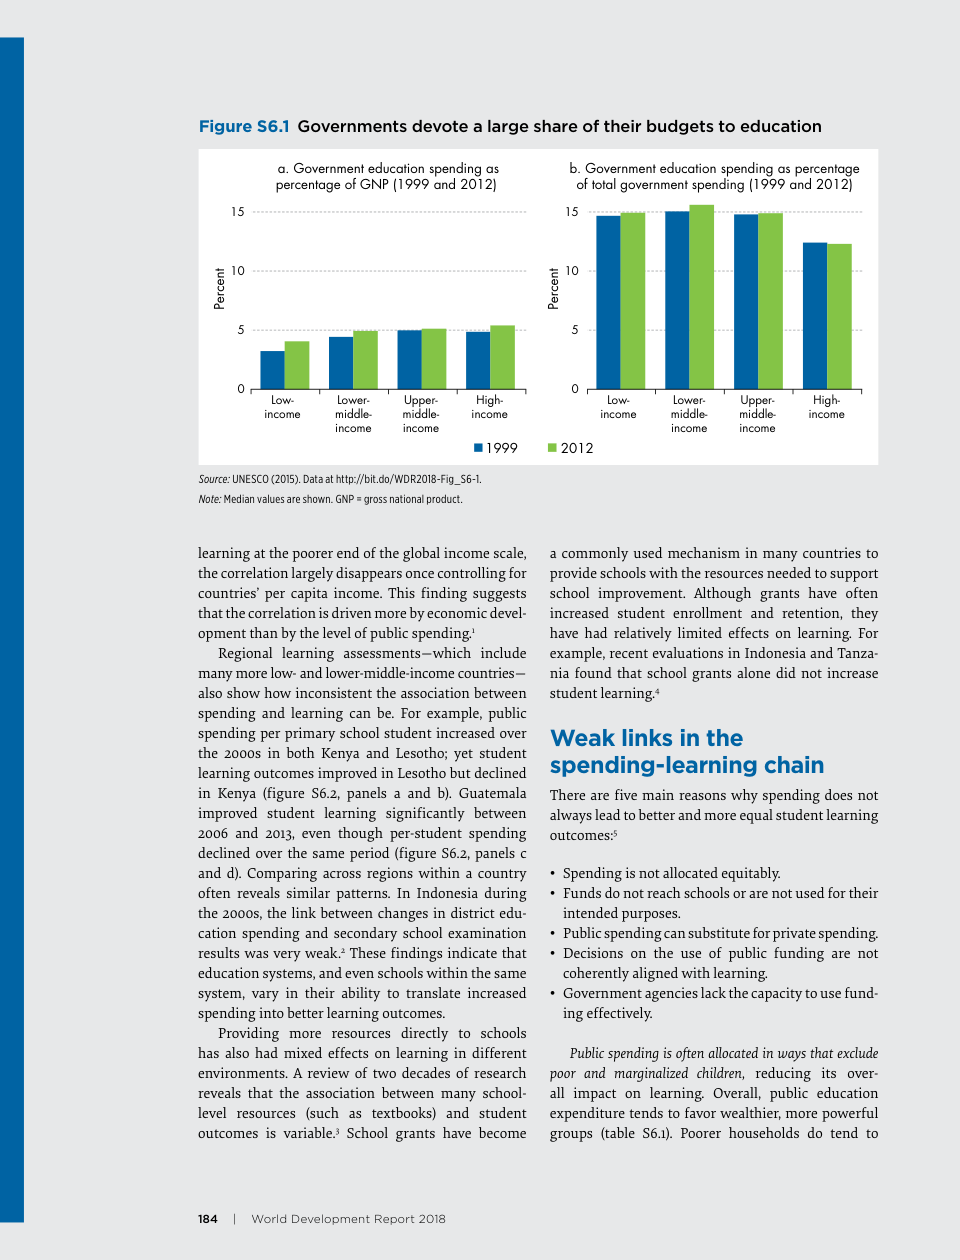 Figure S6.1 Governments devote a large share of their budgets to education
a. Government education spending as
percentage of GNP (1999 and 2012)
15
10
5
0
Percent
Low-
income
Lower-
middle-
income
Upper-
middle-
income
High-
income
b. Government education spending as percentage
of total government spending (1999 and 2012)
15
10
5
0
Percent
Low-
income
Lower-
middle-
income
Upper-
middle-
income
High-
income
1999
2012
Source: UNESCO (2015). Data at http://bit.do/WDR2018-Fig_S6-1.
Note: Median values are shown. GNP = gross national product.
learning at the poorer end of the global income scale,
the correlation largely disappears once controlling for
countries’ per capita income. This finding suggests
that the correlation is driven more by economic devel-
opment than by the level of public spending.¹
Regional learning assessments—which include
many more low- and lower-middle-income countries—
also show how inconsistent the association between
spending and learning can be. For example, public
spending per primary school student increased over
the 2000s in both Kenya and Lesotho; yet student
learning outcomes improved in Lesotho but declined
in Kenya (figure S6.2, panels a and b). Guatemala
improved student learning significantly between
2006 and 2013, even though per-student spending
declined over the same period (figure S6.2, panels c
and d). Comparing across regions within a country
often reveals similar patterns. In Indonesia during
the 2000s, the link between changes in district edu-
cation spending and secondary school examination
results was very weak.² These findings indicate that
education systems, and even schools within the same
system, vary in their ability to translate increased
spending into better learning outcomes.
Providing more resources directly to schools
has also had mixed effects on learning in different
environments. A review of two decades of research
reveals that the association between many school-
level resources (such as textbooks) and student
outcomes is variable.³ School grants have become
a commonly used mechanism in many countries to
provide schools with the resources needed to support
school improvement. Although grants have often
increased student enrollment and retention, they
have had relatively limited effects on learning. For
example, recent evaluations in Indonesia and Tanza-
nia found that school grants alone did not increase
student learning.⁴
Weak links in the
spending-learning chain
There are five main reasons why spending does not
always lead to better and more equal student learning
outcomes:⁵
• Spending is not allocated equitably.
• Funds do not reach schools or are not used for their
intended purposes.
• Public spending can substitute for private spending.
• Decisions on the use of public funding are not
coherently aligned with learning.
• Government agencies lack the capacity to use fund-
ing effectively.
Public spending is often allocated in ways that exclude
poor and marginalized children, reducing its over-
all impact on learning. Overall, public education
expenditure tends to favor wealthier, more powerful
groups (table S6.1). Poorer households do tend to
184 | World Development Report 2018